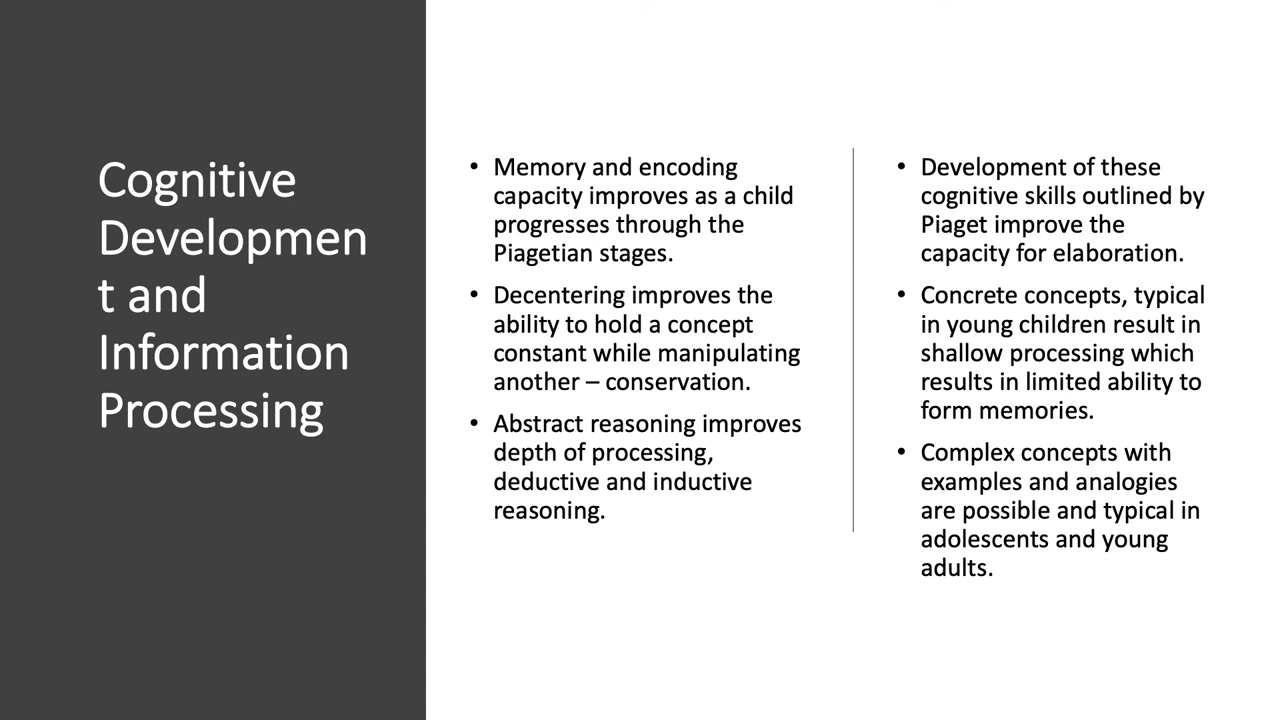 Cognitive
Developmen
t and
Information
Processing
• Memory and encoding
capacity improves as a child
progresses through the
Piagetian stages.
• Decentering improves the
ability to hold a concept
constant while manipulating
another – conservation.
• Abstract reasoning improves
depth of processing,
deductive and inductive
reasoning.
• Development of these
cognitive skills outlined by
Piaget improve the
capacity for elaboration.
• Concrete concepts, typical
in young children result in
shallow processing which
results in limited ability to
form memories.
• Complex concepts with
examples and analogies
are possible and typical in
adolescents and young
adults.